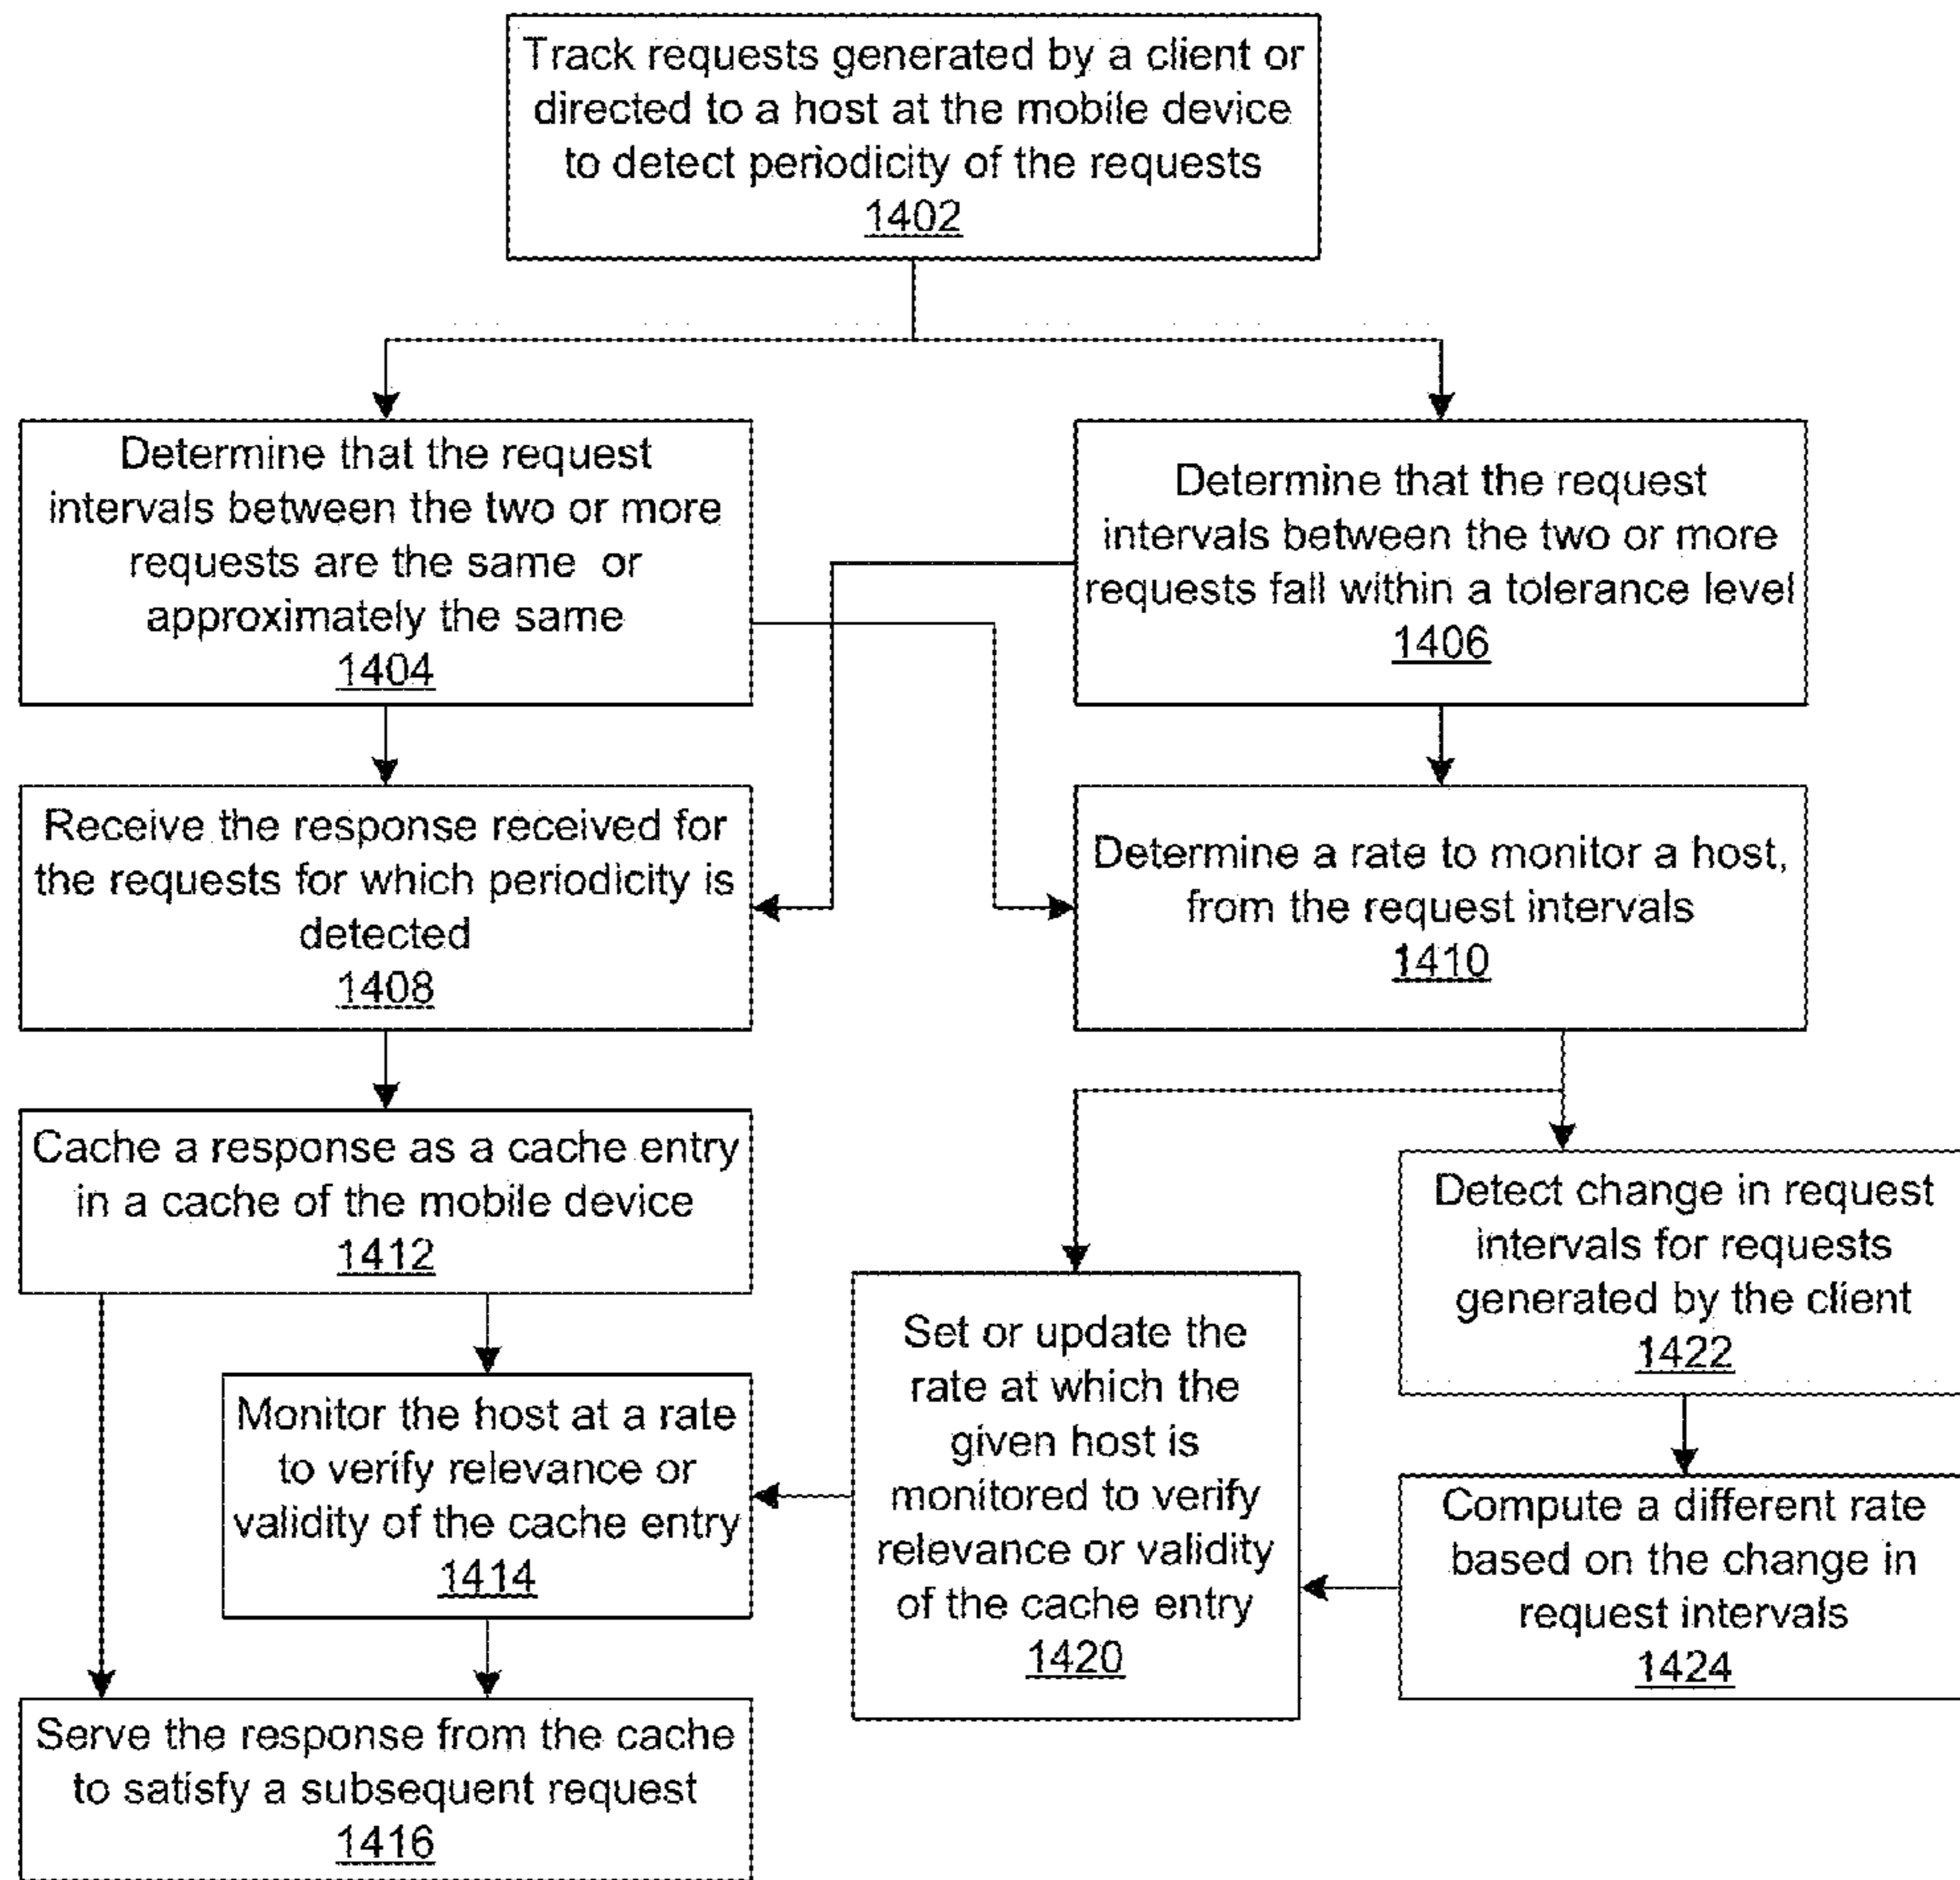 Track requests generated by a client or
directed to a host at the mobile device
to detect periodicity of the requests
1402
Determine that the request
intervals between the two or more
requests are the same or
approximately the same
1404
Determine that the request
intervals between the two or more
requests fall within a tolerance level
1406
Receive the response received for
the requests for which periodicity is
detected
1408
Determine a rate to monitor a host,
from the request intervals
1410
Cache a response as a cache entry
in a cache of the mobile device
1412
Detect change in request
intervals for requests
generated by the client
1422
Set or update the
rate at which the
given host is
monitored to verify
relevance or validity
of the cache entry
1420
Monitor the host at a rate
to verify relevance or
validity of the cache entry
1414
Compute a different rate
based on the change in
request intervals
1424
Serve the response from the cache
to satisfy a subsequent request
1416